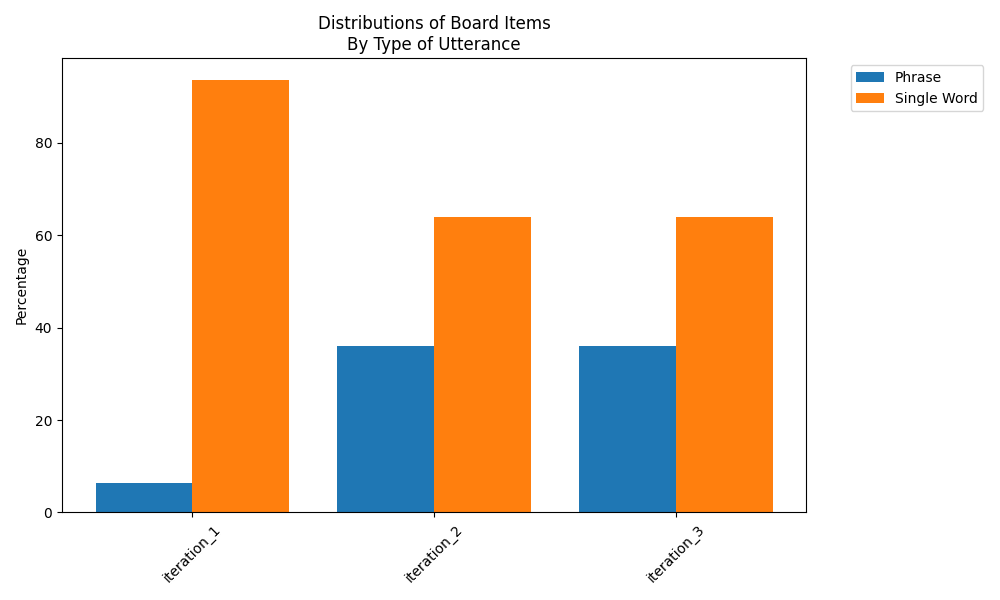 Distributions of Board Items
By Type of Utterance
Phrase
Single Word
Percentage
80
60
40
20
0
iteration_1
iteration_2
iteration_3